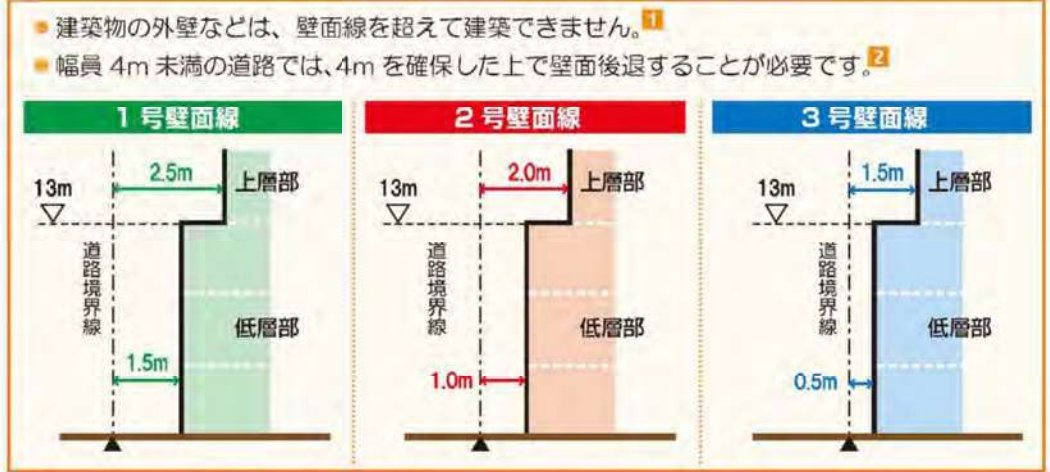 建築物の外壁などは、壁面線を超えて建築できません。1
幅員 4m 未満の道路では、4m を確保した上で壁面後退することが必要です。2
1 号壁面線
2.5m
上層部
13m
道路境界線
低層部
1.5m
2 号壁面線
2.0m
上層部
13m
道路境界線
低層部
1.0m
3 号壁面線
1.5m
上層部
13m
道路境界線
低層部
0.5m